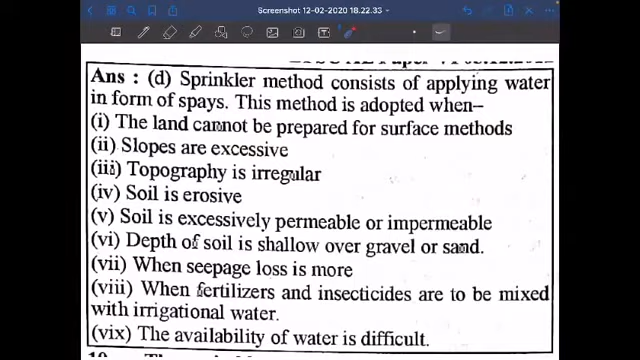 Screenshot 12-02-2020 18.22.33
Ans : (d) Sprinkler method consists of applying water
in form of spays. This method is adopted when–
(i) The land cannot be prepared for surface methods
(ii) Slopes are excessive
(iii) Topography is irregular
(iv) Soil is erosive
(v) Soil is excessively permeable or impermeable
(vi) Depth of soil is shallow over gravel or sand.
(vii) When seepage loss is more
(viii) When fertilizers and insecticides are to be mixed
with irrigational water.
(vix) The availability of water is difficult.